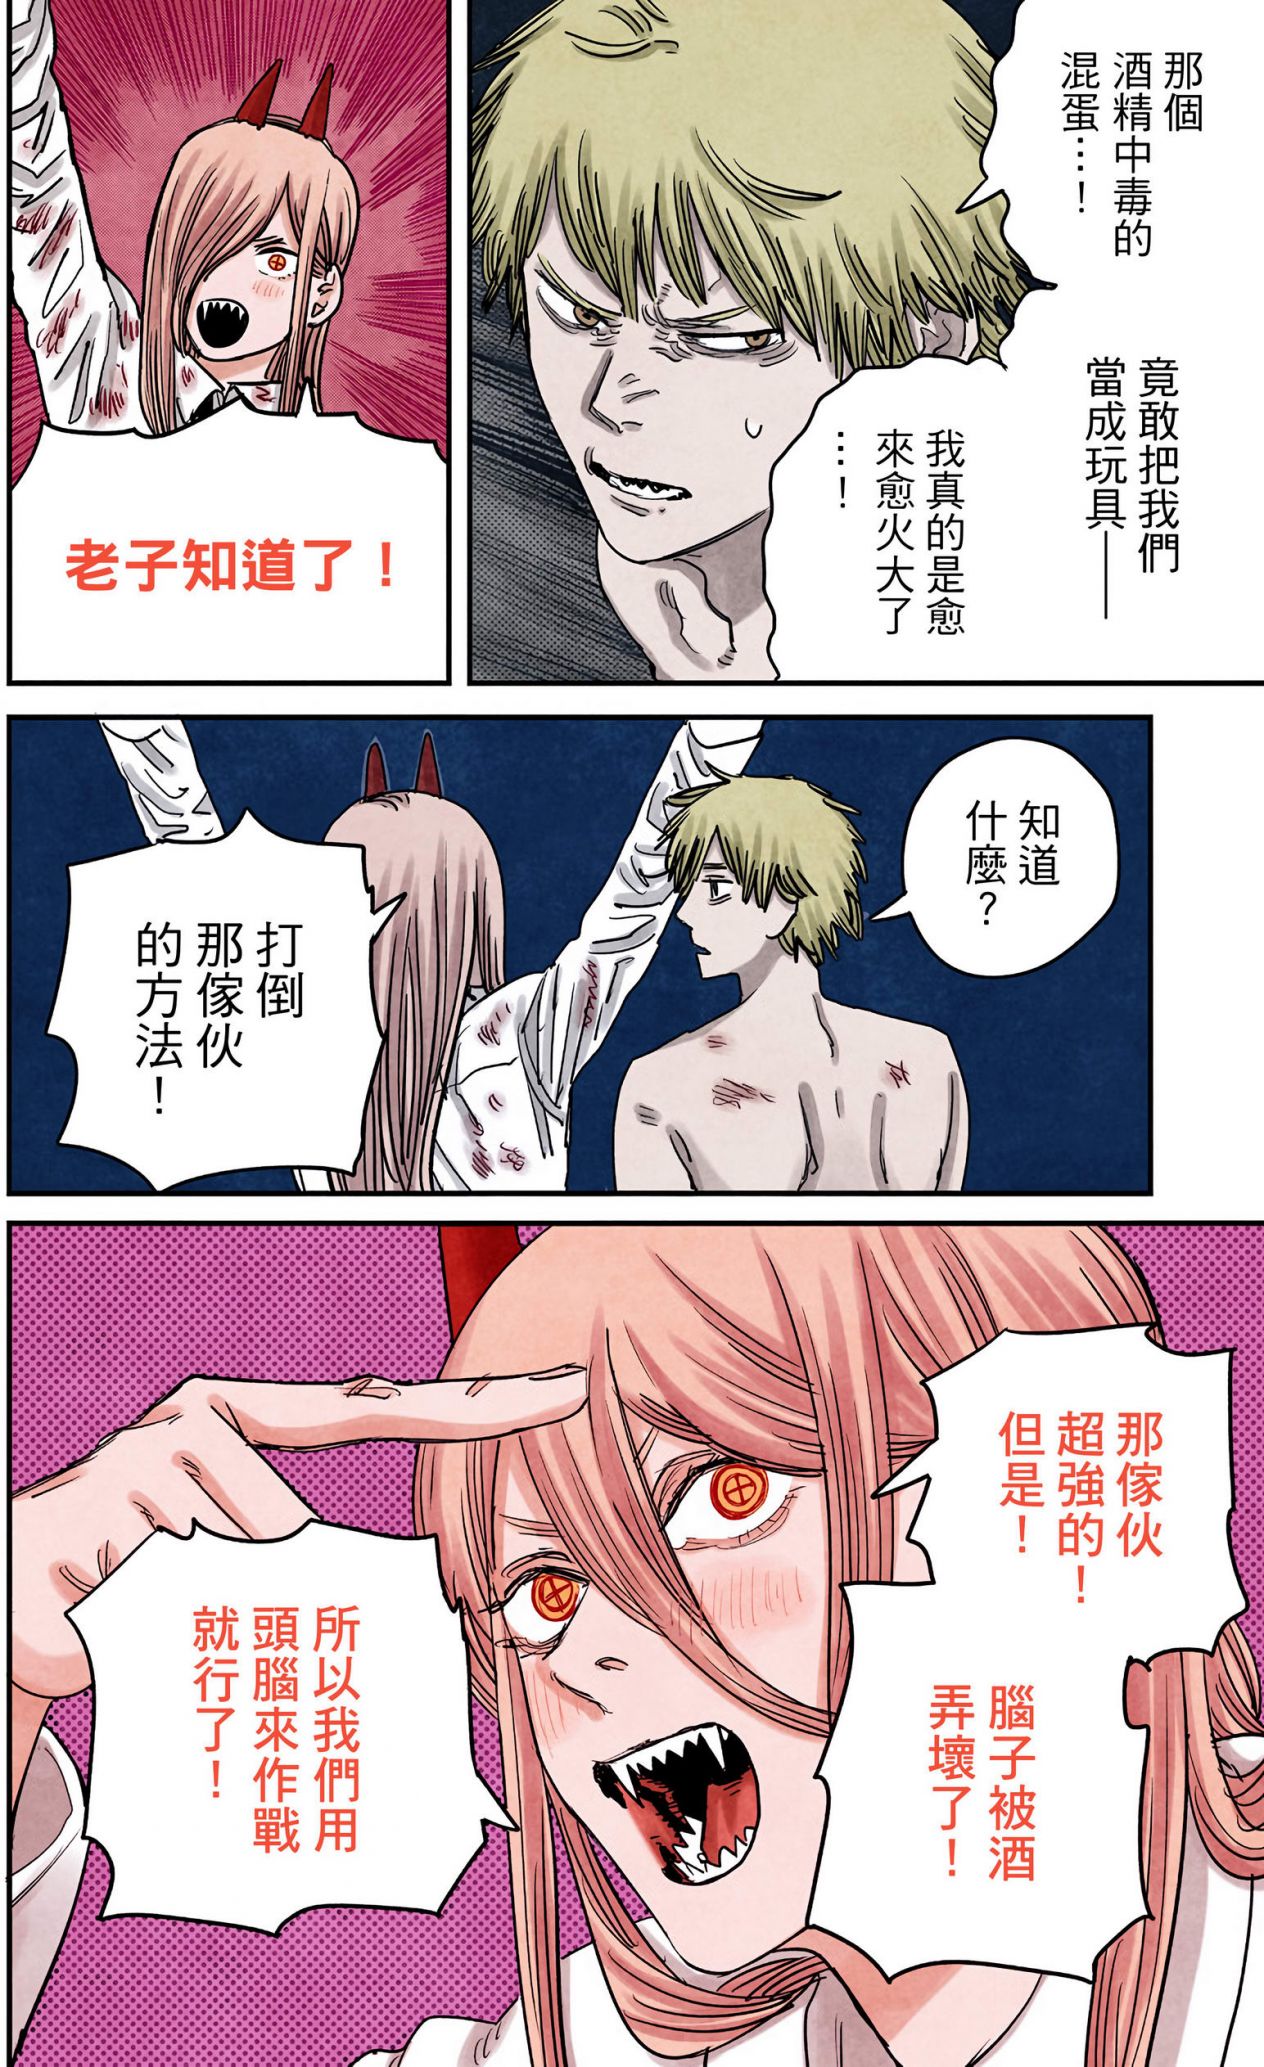 那個
酒精中毒的
混蛋…！
竟敢把我們
當成玩具——
我真的是愈
來愈火大了
…！
老子知道了！
知道
什麼？
打倒
那傢伙
的方法！
那傢伙
超強的！
但是！
腦子被酒
弄壞了！
所以我們用
頭腦來作戰
就行了！